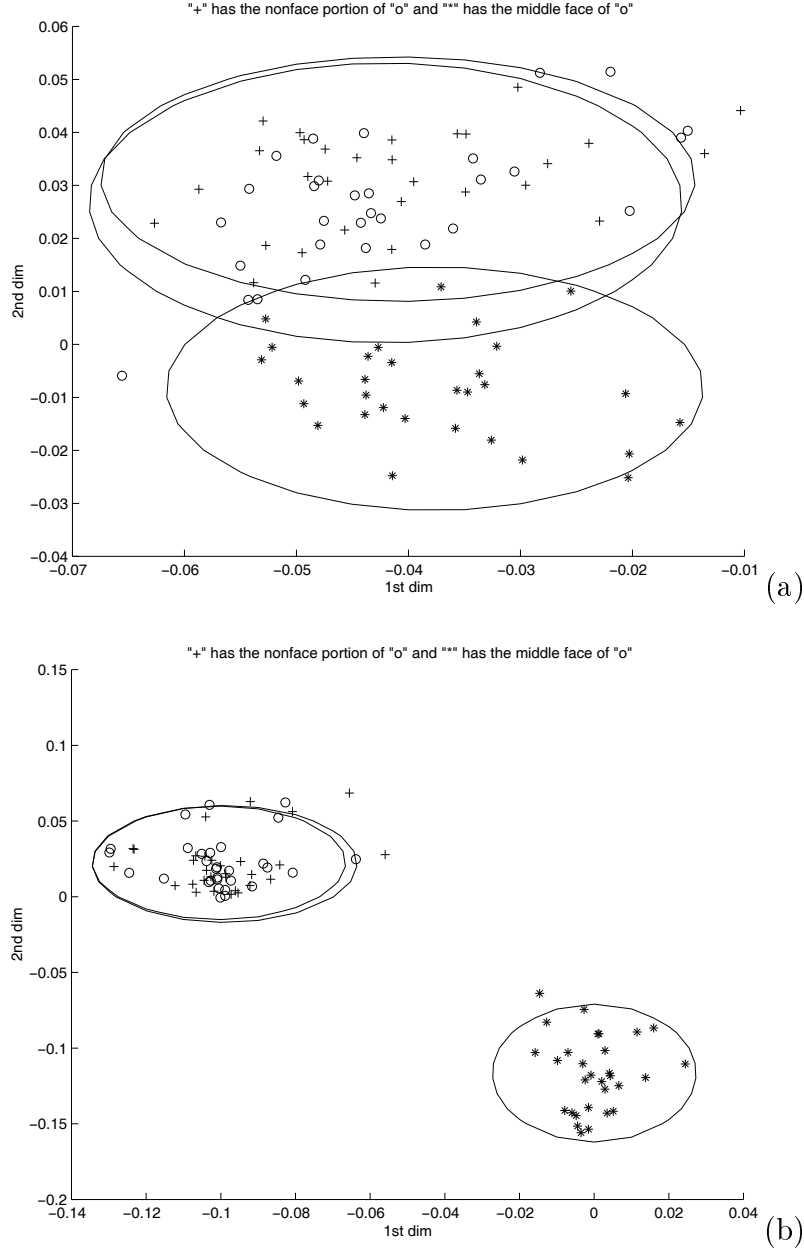 "+" has the nonface portion of "o" and "*" has the middle face of "o"
0.06
0.05
0.04
0.03
0.02
0.01
0
−0.01
−0.02
−0.03
−0.04
2nd dim
−0.07 −0.06 −0.05 −0.04 −0.03 −0.02 −0.01
1st dim
(a)
"+" has the nonface portion of "o" and "*" has the middle face of "o"
0.15
0.1
0.05
0
−0.05
−0.1
−0.15
−0.2
2nd dim
−0.14 −0.12 −0.1 −0.08 −0.06 −0.04 −0.02 0 0.02 0.04
1st dim
(b)